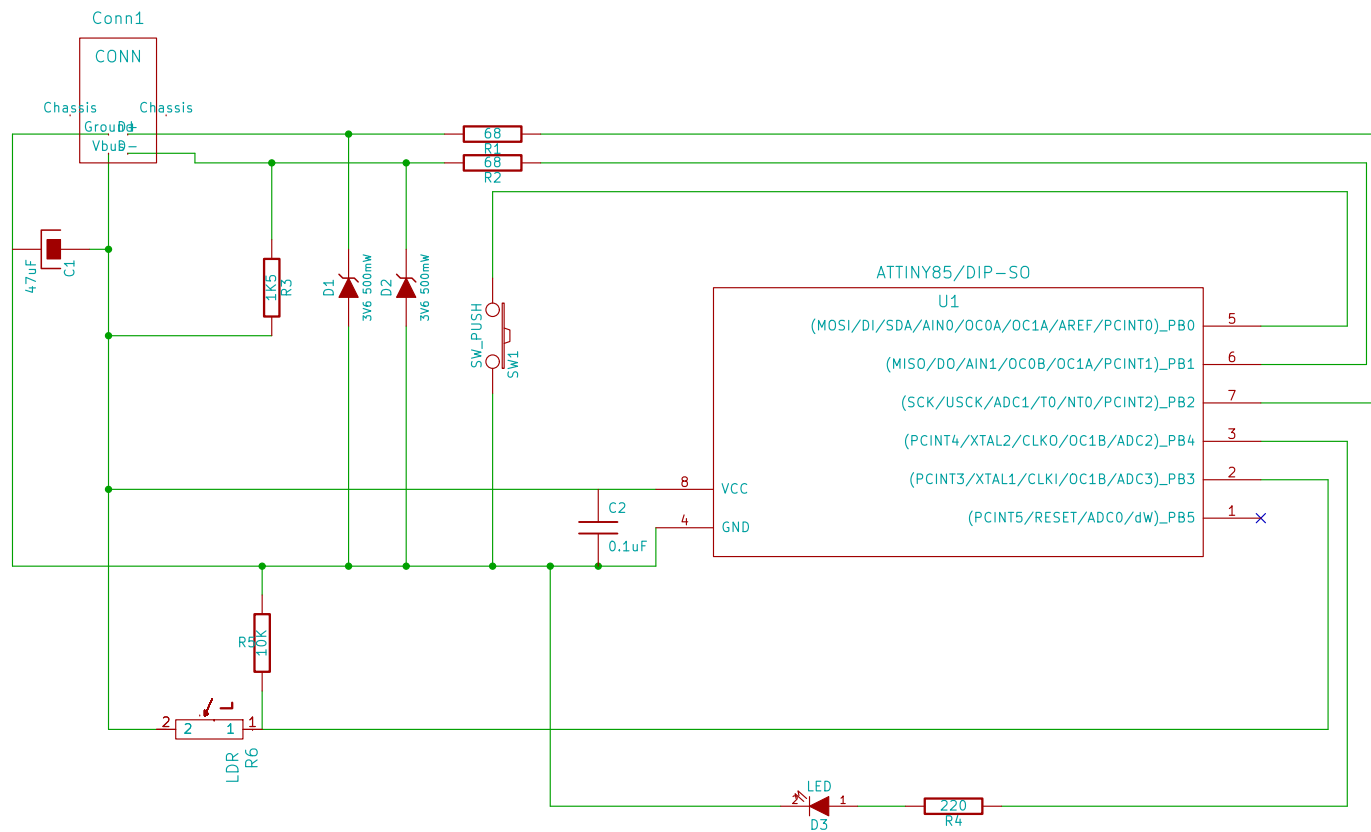 Conn1
CONN
Chassis
Chassis
Ground
D+
Vbus
D-
68
R1
68
R2
47uF
C1
1K5
R3
D1
3V6 500mW
D2
3V6 500mW
SW_PUSH
SW1
ATTINY85/DIP-SO
U1
(MOSI/DI/SDA/AIN0/OC0A/OC1A/AREF/PCINT0)_PB0
5
(MISO/DO/AIN1/OC0B/OC1A/PCINT1)_PB1
6
(SCK/USCK/ADC1/T0/NT0/PCINT2)_PB2
7
(PCINT4/XTAL2/CLKO/OC1B/ADC2)_PB4
3
(PCINT3/XTAL1/CLKI/OC1B/ADC3)_PB3
2
(PCINT5/RESET/ADC0/dW)_PB5
1
8
VCC
4
GND
C2
0.1uF
R5
10K
2
2
1
1
LDR
R6
LED
2
1
D3
220
R4